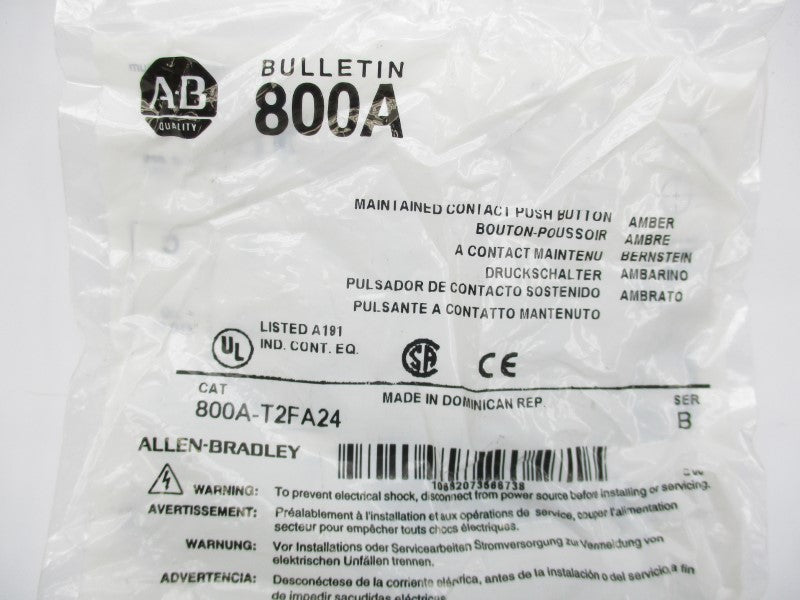 A·B
QUALITY
BULLETIN
800A
MAINTAINED CONTACT PUSH BUTTON AMBER
BOUTON-POUSSOIR AMBRE
A CONTACT MAINTENU BERNSTEIN
DRUCKSCHALTER AMBARINO
PULSADOR DE CONTACTO SOSTENIDO AMBRATO
PULSANTE A CONTATTO MANTENUTO
UL
LISTED A191
IND. CONT. EQ.
SA
CE
CAT
MADE IN DOMINICAN REP.
SER
800A-T2FA24
B
ALLEN-BRADLEY
WARNING: To prevent electrical shock, disconnect from power source before installing or servicing.
AVERTISSEMENT: Préalablement à l'installation et aux opérations de service, couper l'alimentation
secteur pour empêcher touts chocs électriques.
WARNUNG: Vor Installations oder Servicearbeiten Stromversorgung zur Vermeidung von
elektrischen Unfällen trennen.
ADVERTENCIA: Desconéctese de la corriente eléctrica, antes de la instalación o del servicio, a fin
de impedir sacudidas eléctricas